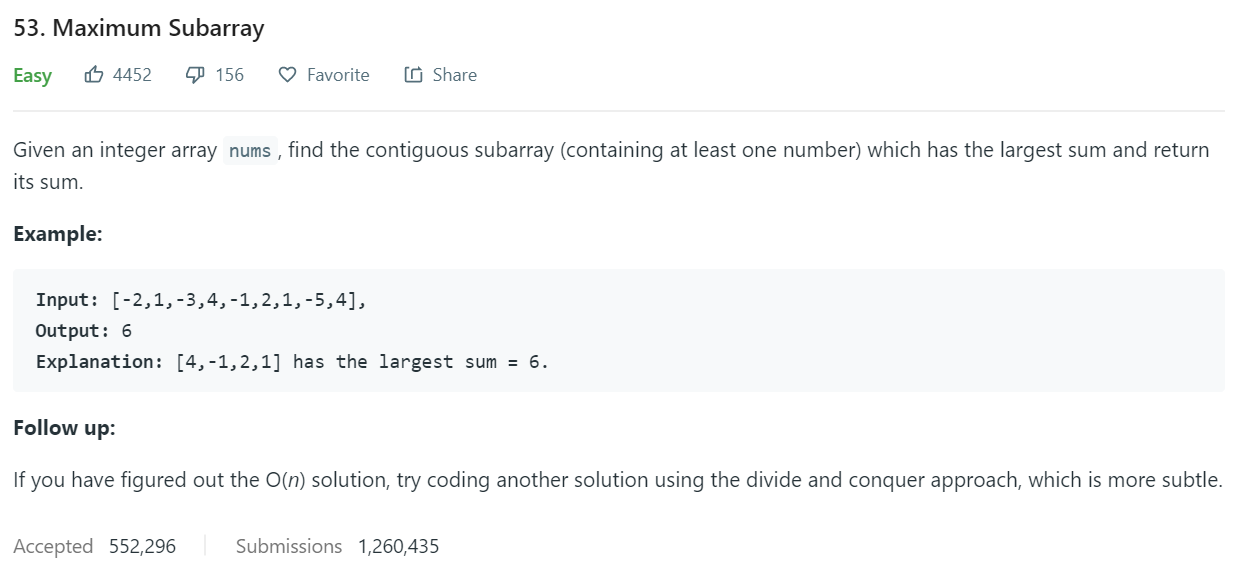 53. Maximum Subarray
Easy 4452 156 Favorite Share
Given an integer array nums , find the contiguous subarray (containing at least one number) which has the largest sum and return
its sum.
Example:
Input: [-2,1,-3,4,-1,2,1,-5,4],
Output: 6
Explanation: [4,-1,2,1] has the largest sum = 6.
Follow up:
If you have figured out the O(n) solution, try coding another solution using the divide and conquer approach, which is more subtle.
Accepted 552,296 Submissions 1,260,435